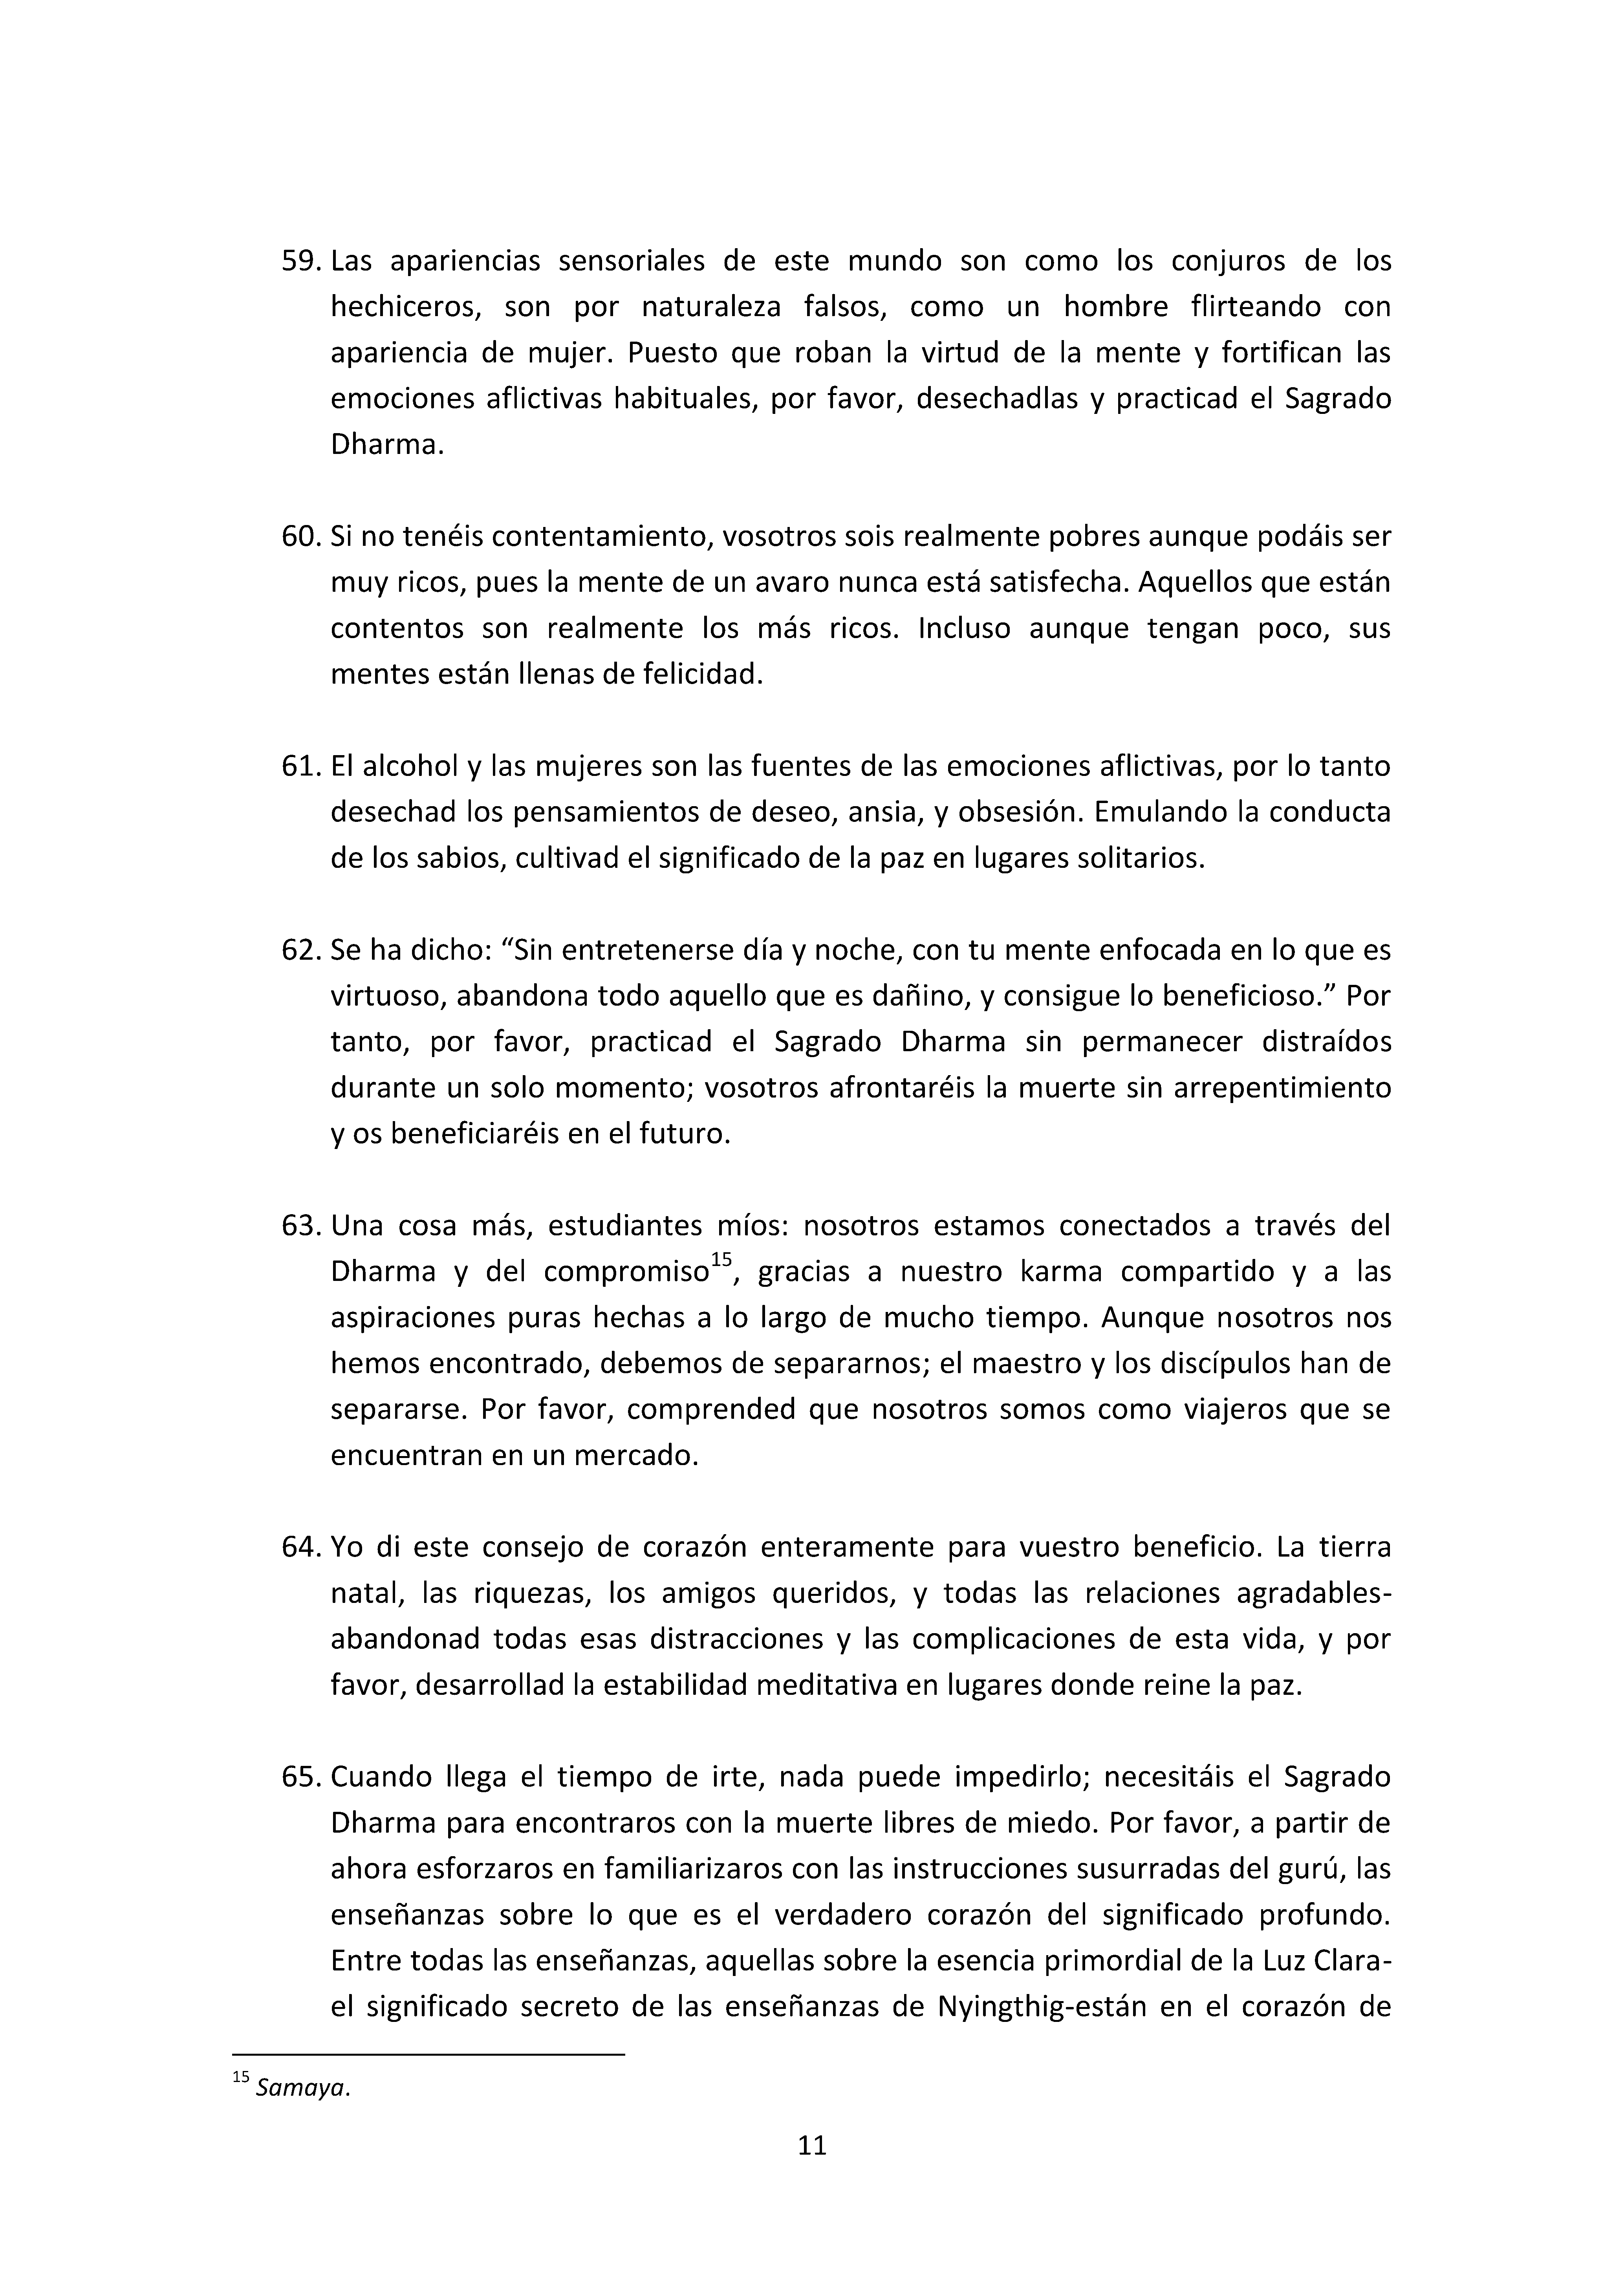 59. Las apariencias sensoriales de este mundo son como los conjuros de los
hechiceros, son por naturaleza falsos, como un hombre flirteando con
apariencia de mujer. Puesto que roban la virtud de la mente y fortifican las
emociones aflictivas habituales, por favor, desechadlas y practicad el Sagrado
Dharma.
60. Si no tenéis contentamiento, vosotros sois realmente pobres aunque podáis ser
muy ricos, pues la mente de un avaro nunca está satisfecha. Aquellos que están
contentos son realmente los más ricos. Incluso aunque tengan poco, sus
mentes están llenas de felicidad.
61. El alcohol y las mujeres son las fuentes de las emociones aflictivas, por lo tanto
desechad los pensamientos de deseo, ansia, y obsesión. Emulando la conducta
de los sabios, cultivad el significado de la paz en lugares solitarios.
62. Se ha dicho: “Sin entretenerse día y noche, con tu mente enfocada en lo que es
virtuoso, abandona todo aquello que es dañino, y consigue lo beneficioso.” Por
tanto, por favor, practicad el Sagrado Dharma sin permanecer distraídos
durante un solo momento; vosotros afrontaréis la muerte sin arrepentimiento
y os beneficiaréis en el futuro.
63. Una cosa más, estudiantes míos: nosotros estamos conectados a través del
Dharma y del compromiso15, gracias a nuestro karma compartido y a las
aspiraciones puras hechas a lo largo de mucho tiempo. Aunque nosotros nos
hemos encontrado, debemos de separarnos; el maestro y los discípulos han de
separarse. Por favor, comprended que nosotros somos como viajeros que se
encuentran en un mercado.
64. Yo di este consejo de corazón enteramente para vuestro beneficio. La tierra
natal, las riquezas, los amigos queridos, y todas las relaciones agradables-
abandonad todas esas distracciones y las complicaciones de esta vida, y por
favor, desarrollad la estabilidad meditativa en lugares donde reine la paz.
65. Cuando llega el tiempo de irte, nada puede impedirlo; necesitáis el Sagrado
Dharma para encontraros con la muerte libres de miedo. Por favor, a partir de
ahora esforzaros en familiarizaros con las instrucciones susurradas del gurú, las
enseñanzas sobre lo que es el verdadero corazón del significado profundo.
Entre todas las enseñanzas, aquellas sobre la esencia primordial de la Luz Clara-
el significado secreto de las enseñanzas de Nyingthig-están en el corazón de
15 Samaya.
11